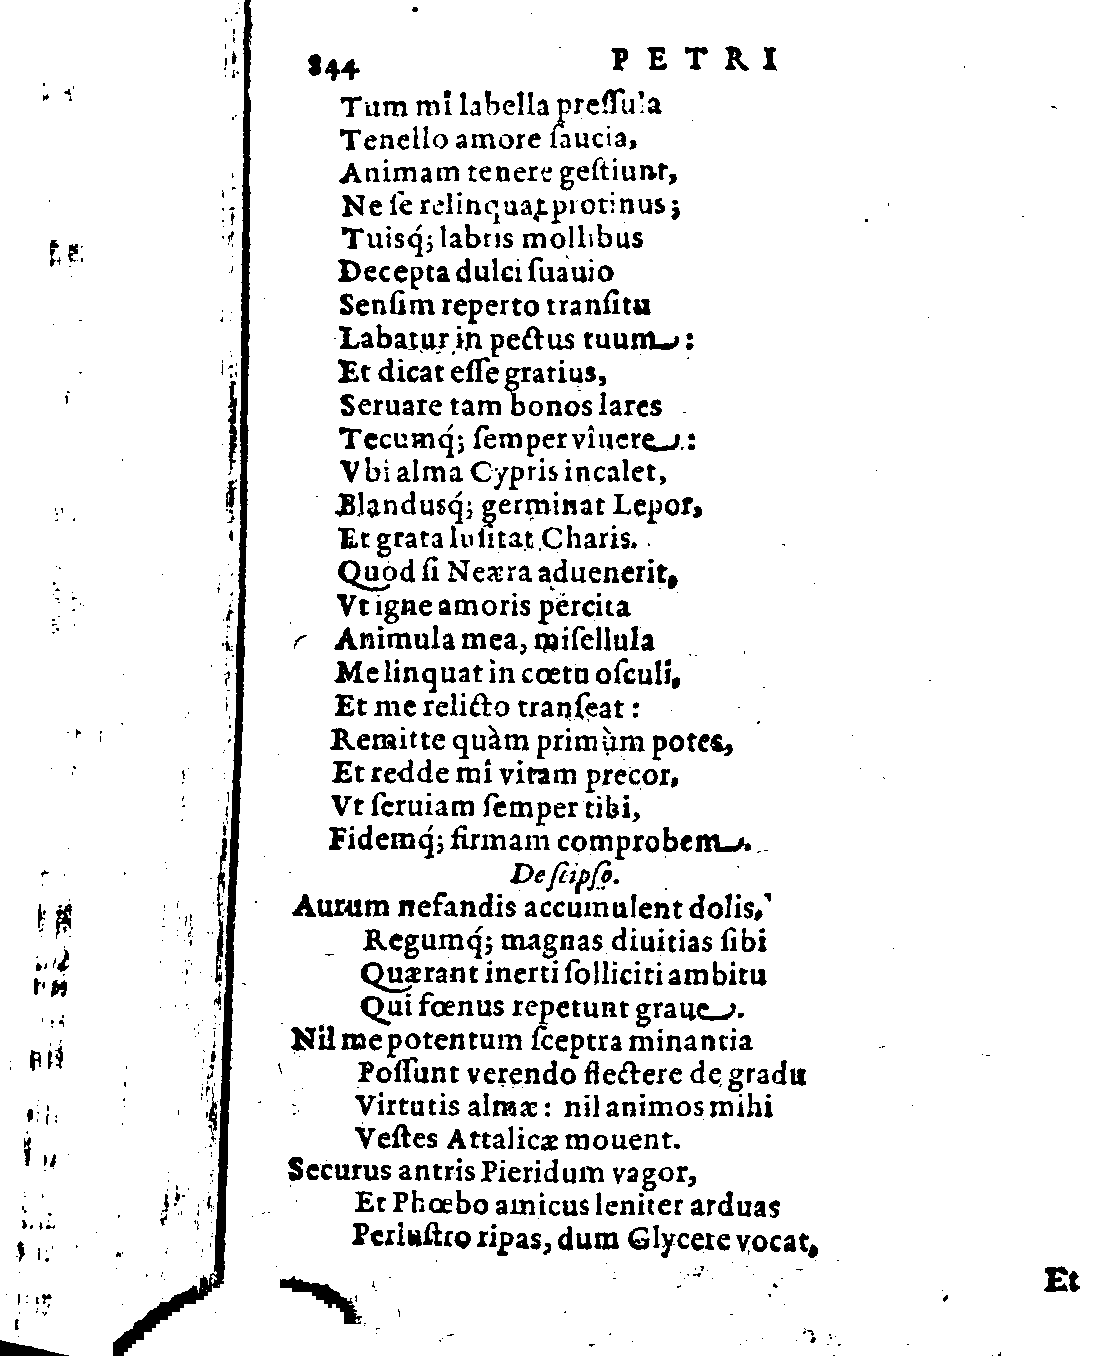 844 PETRI
Tum mî labella pressula
Tenello amore saucia,
Animam tenere gestiunt,
Ne se relinquat protinus;
Tuisq́; labris mollibus
Decepta dulci suauio
Sensim reperto transitu
Labatur in pectus tuum:
Et dicat esse gratius,
Seruare tam bonos lares
Tecumq́; semper viuere:
Vbi alma Cypris incalet,
Blandusq́; germinat Lepor,
Et grata lusitat Charis.
Quod si Neæra aduenerit,
Vt igne amoris percita
Animula mea, misellula
Me linquat in cœtu osculi,
Et me relicto transeat:
Remitte quàm primùm potes,
Et redde mî vitam precor,
Vt seruiam semper tibi,
Fidemq́; firmam comprobem.
De seipso.
Aurum nefandis accumulent dolis,
Regumq́; magnas diuitias sibi
Quærant inerti solliciti ambitu
Qui fœnus repetunt graue.
Nil me potentum sceptra minantia
Possunt verendo flectere de gradu
Virtutis almæ: nil animos mihi
Vestes Attalicæ mouent.
Securus antris Pieridum vagor,
Et Phœbo amicus leniter arduas
Perlustro ripas, dum Glycere vocat,
Et